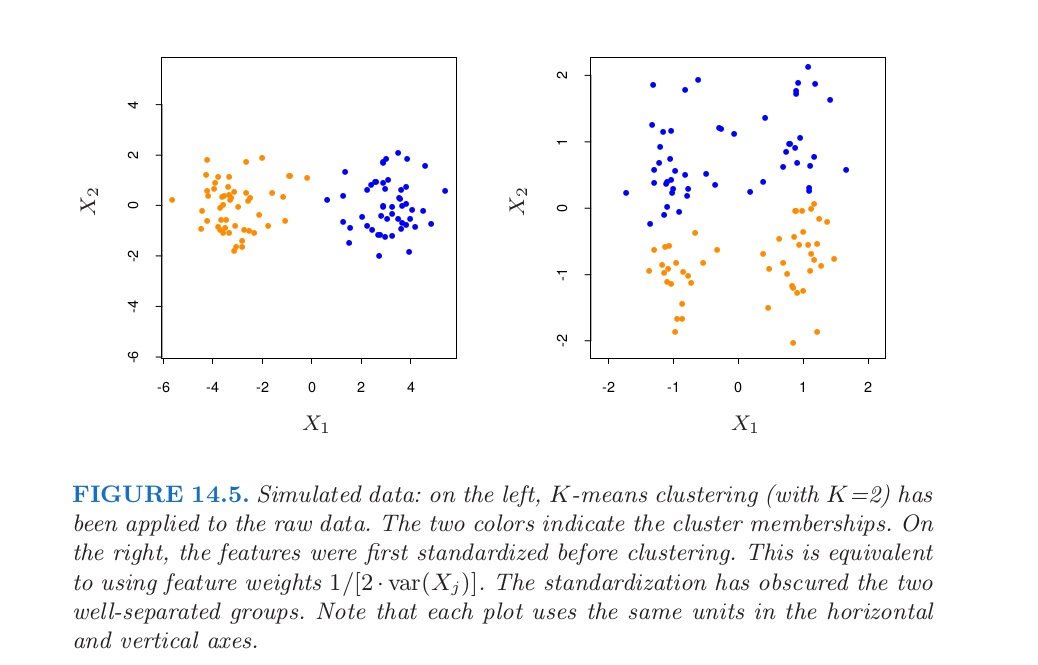 X2
4
2
0
-2
-4
-6
-6 -4 -2 0 2 4
X1
X2
2
1
0
-1
-2
-2 -1 0 1 2
X1
FIGURE 14.5. Simulated data: on the left, K-means clustering (with K=2) has
been applied to the raw data. The two colors indicate the cluster memberships. On
the right, the features were first standardized before clustering. This is equivalent
to using feature weights 1/[2 · var(Xj)]. The standardization has obscured the two
well-separated groups. Note that each plot uses the same units in the horizontal
and vertical axes.